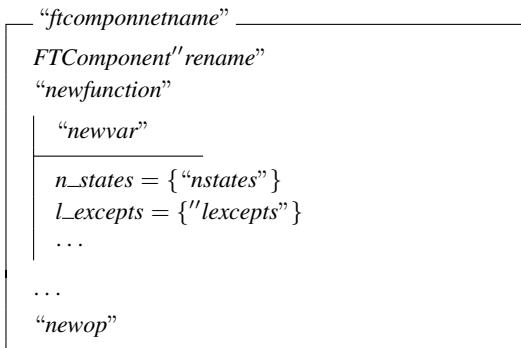 “ftcomponnetname”
FTComponent″rename”
“newfunction”
“newvar”
n_states = {“nstates”}
l_excepts = {″lexcepts”}
...
...
“newop”